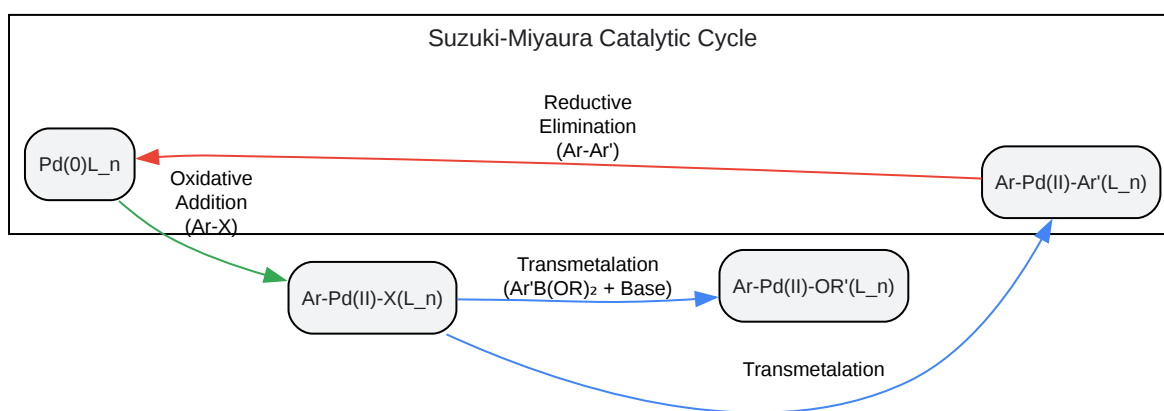 Suzuki-Miyaura Catalytic Cycle
Reductive
Elimination
(Ar-Ar')
Pd(0)L_n
Oxidative
Addition
(Ar-X)
Ar-Pd(II)-Ar'(L_n)
Transmetalation
(Ar'B(OR)₂ + Base)
Ar-Pd(II)-X(L_n)
Ar-Pd(II)-OR'(L_n)
Transmetalation